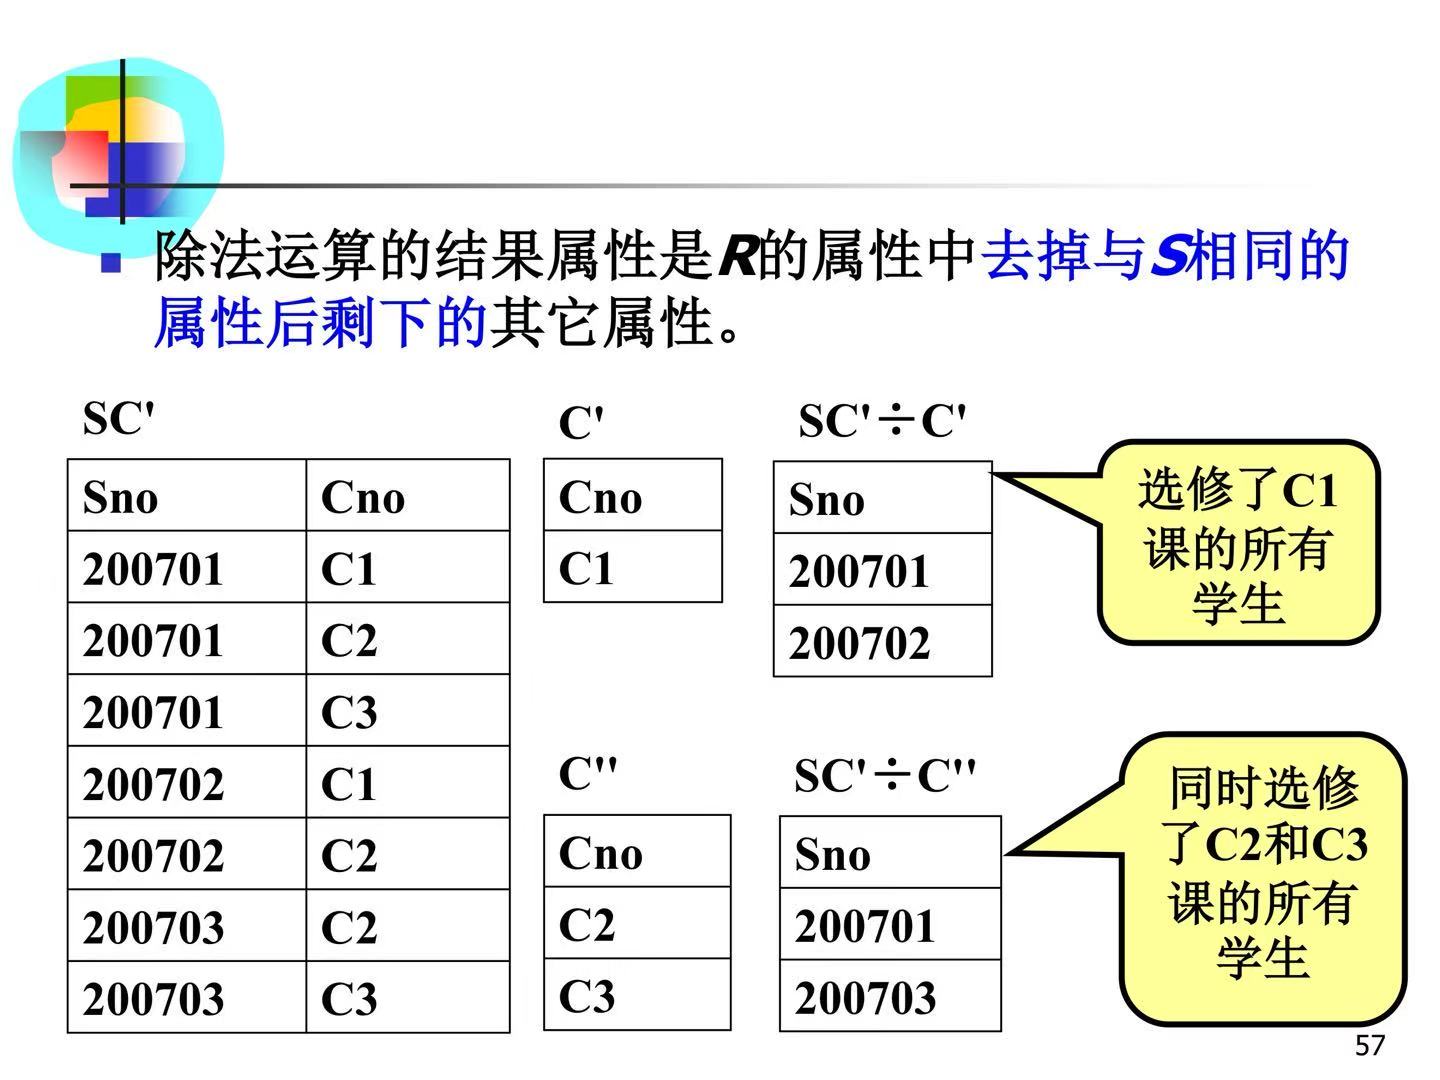 除法运算的结果属性是R的属性中去掉与S相同的
属性后剩下的其它属性。
SC'
Sno Cno
200701 C1
200701 C2
200701 C3
200702 C1
200702 C2
200703 C2
200703 C3
C'
Cno
C1
SC'÷C'
Sno
200701
200702
选修了C1
课的所有
学生
C''
Cno
C2
C3
SC'÷C''
Sno
200701
200703
同时选修
了C2和C3
课的所有
学生
57